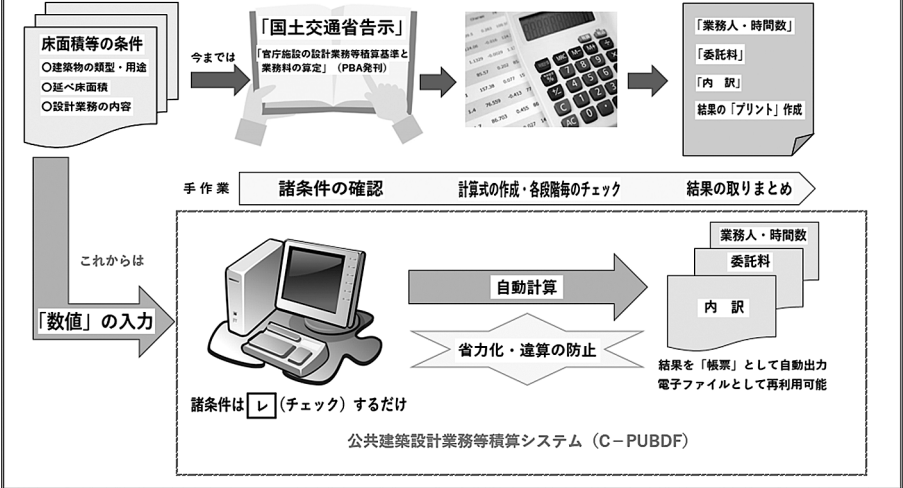 床面積等の条件
〇建築物の類型・用途
〇延べ床面積
〇設計業務の内容
今までは
「国土交通省告示」
「官庁施設の設計業務等積算基準と
業務料の算定」（PBA発刊）
「業務人・時間数」
「委託料」
「内　訳」
結果の「プリント」作成
手作業
諸条件の確認
計算式の作成・各段階毎のチェック
結果の取りまとめ
これからは
「数値」の入力
自動計算
省力化・違算の防止
業務人・時間数
委託料
内　訳
結果を「帳票」として自動出力
電子ファイルとして再利用可能
諸条件は レ （チェック）するだけ
公共建築設計業務等積算システム（C－PUBDF）